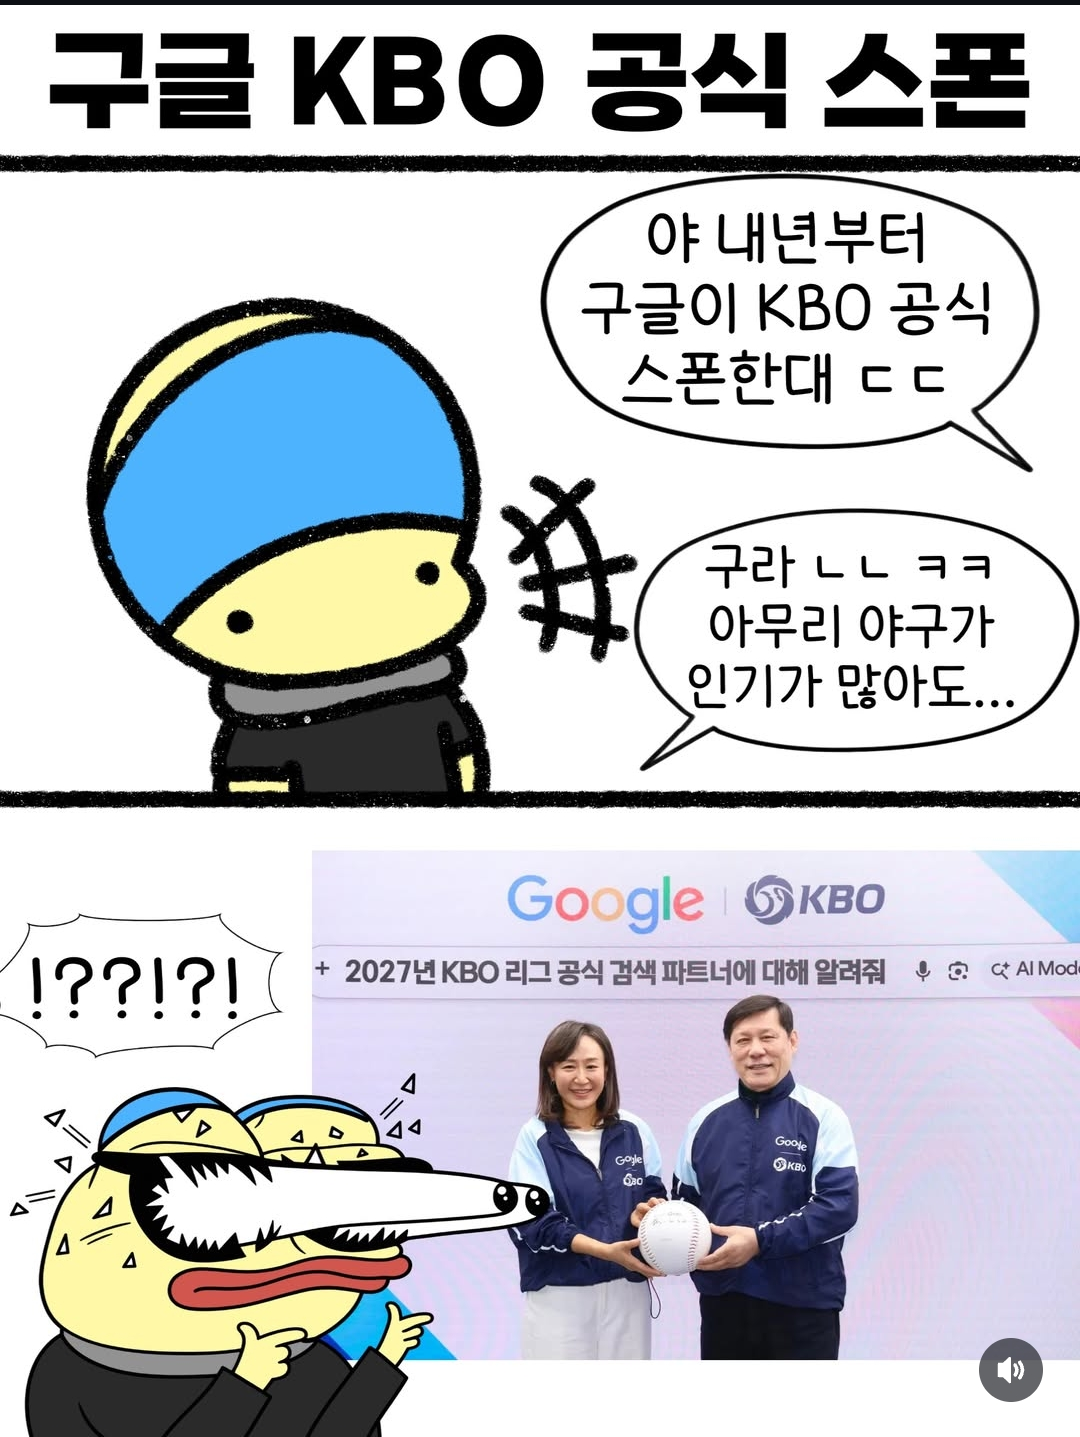 구글 KBO 공식 스폰
야 내년부터
구글이 KBO 공식
스폰한대 ㄷㄷ
구라 ㄴㄴ ㅋㅋ
아무리 야구가
인기가 많아도...
Google KBO
+ 2027년 KBO 리그 공식 검색 파트너에 대해 알려줘 AI Mode
!??!?!
Google
KBO
Google
KBO